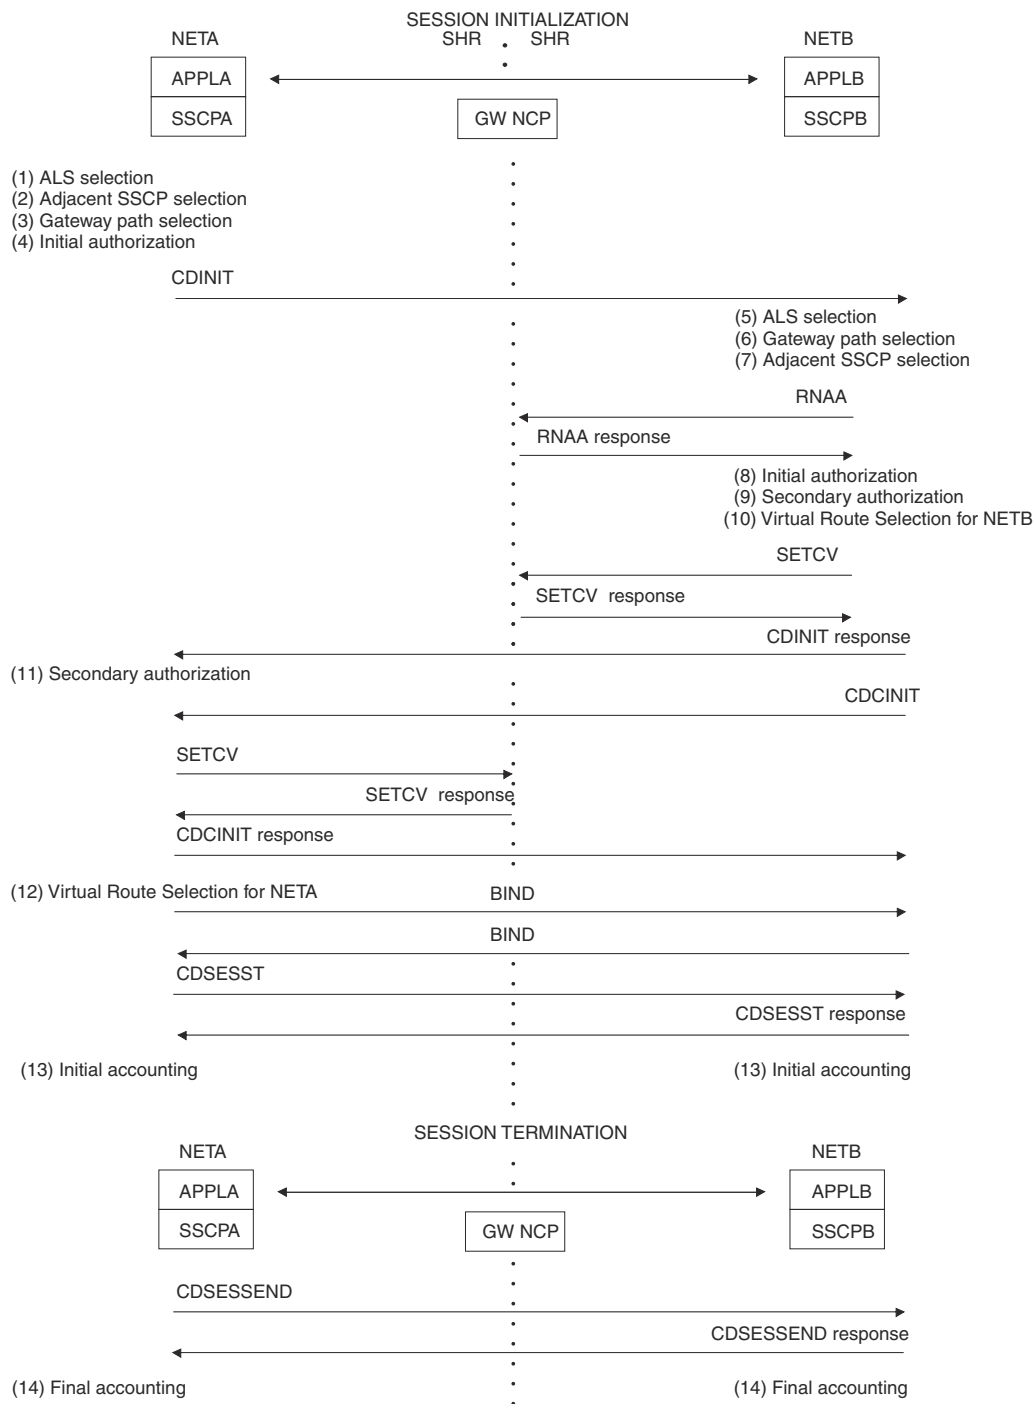 SESSION INITIALIZATION
NETA SHR SHR NETB
APPLA APPLB
SSCPA GW NCP SSCPB
(1) ALS selection
(2) Adjacent SSCP selection
(3) Gateway path selection
(4) Initial authorization
CDINIT
(5) ALS selection
(6) Gateway path selection
(7) Adjacent SSCP selection
RNAA
RNAA response
(8) Initial authorization
(9) Secondary authorization
(10) Virtual Route Selection for NETB
SETCV
SETCV response
CDINIT response
(11) Secondary authorization
CDCINIT
SETCV
SETCV response
CDCINIT response
(12) Virtual Route Selection for NETA BIND
BIND
CDSESST
CDSESST response
(13) Initial accounting (13) Initial accounting
SESSION TERMINATION
NETA NETB
APPLA APPLB
SSCPA GW NCP SSCPB
CDSESSEND
CDSESSEND response
(14) Final accounting (14) Final accounting